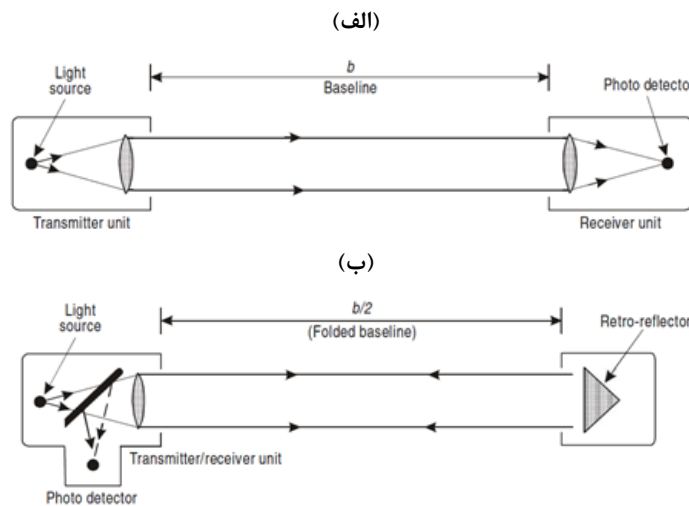 (الف)
Light
source
b
Baseline
Photo detector
Transmitter unit
Receiver unit
(ب)
Light
source
b/2
(Folded baseline)
Retro-reflector
Transmitter/receiver unit
Photo detector